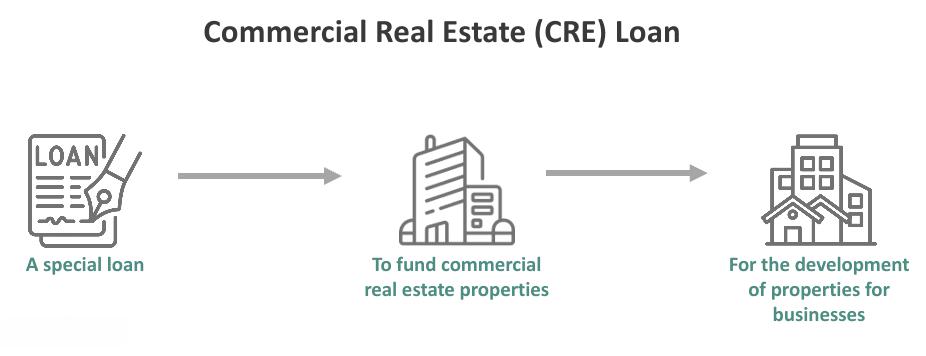 Commercial Real Estate (CRE) Loan
LOAN
A special loan
To fund commercial
real estate properties
For the development
of properties for
businesses